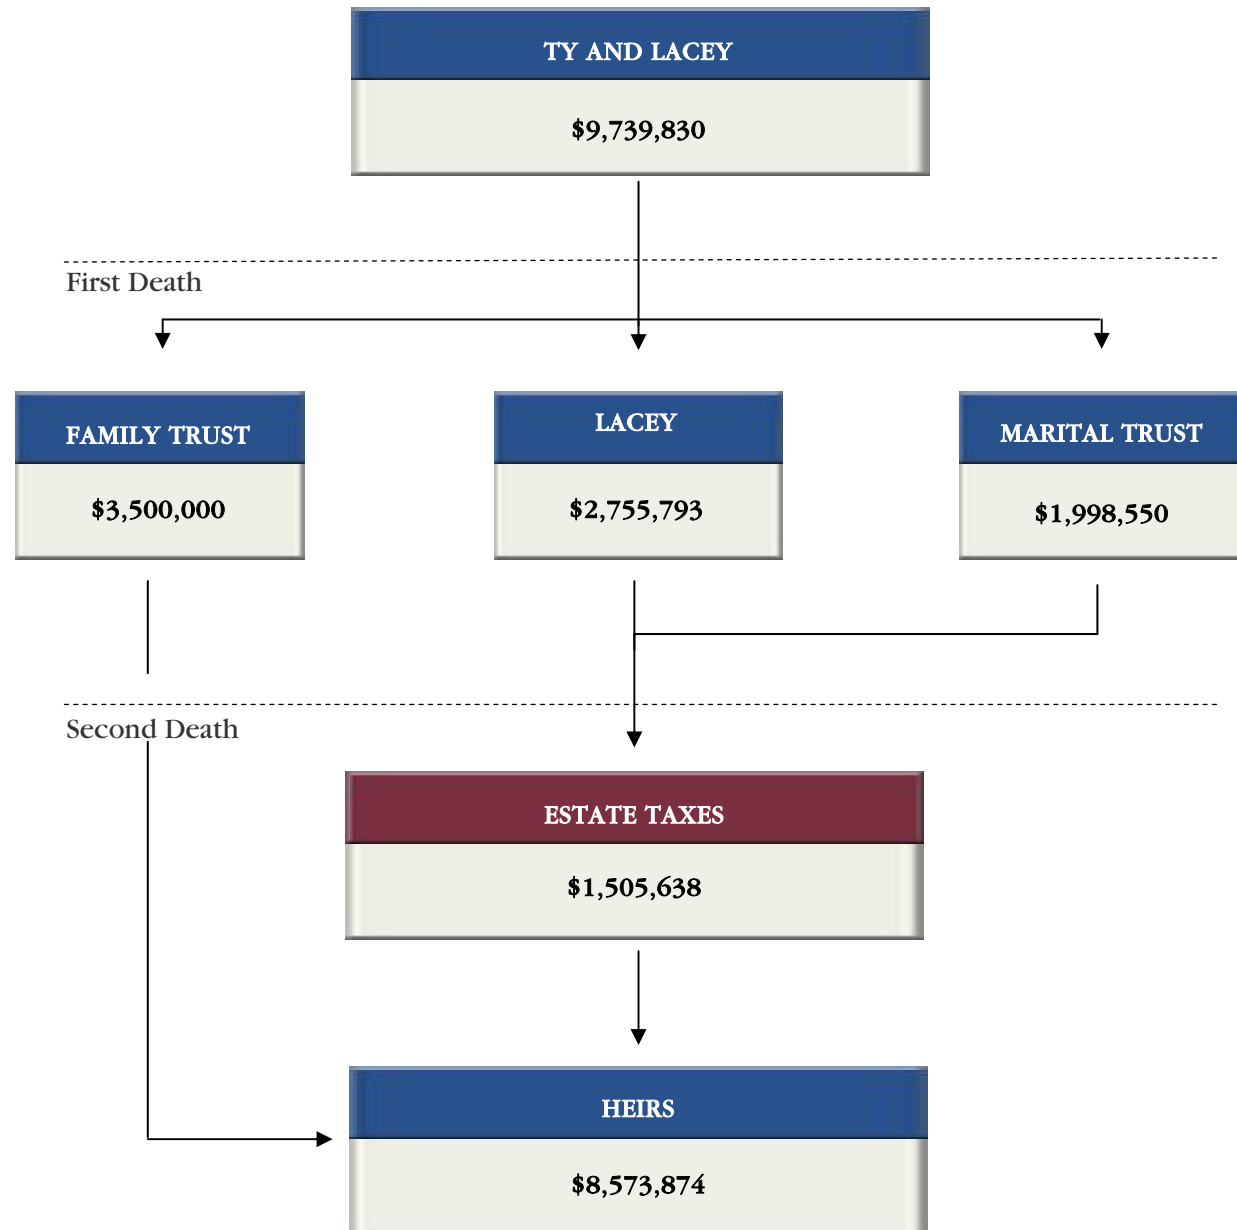 TY AND LACEY
$9,739,830
First Death
FAMILY TRUST
$3,500,000
LACEY
$2,755,793
MARITAL TRUST
$1,998,550
Second Death
ESTATE TAXES
$1,505,638
HEIRS
$8,573,874